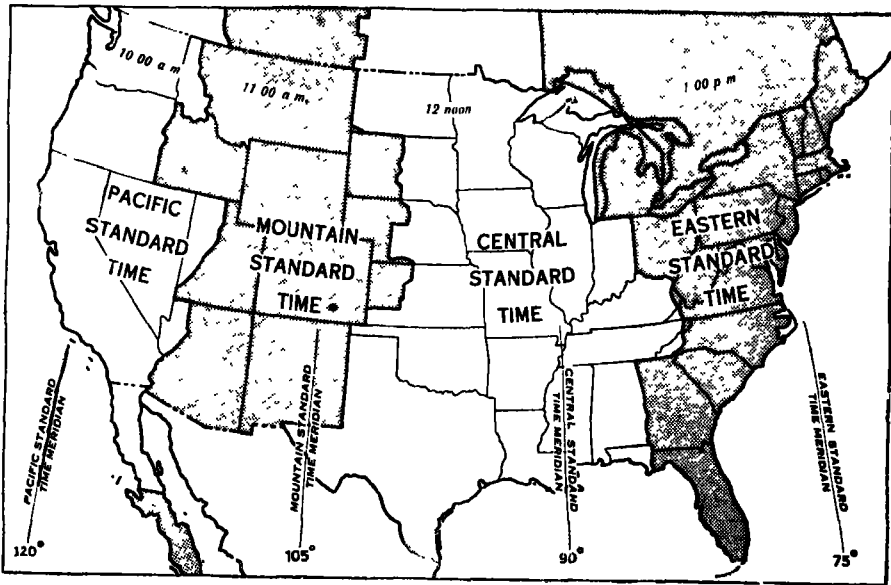 10 00 a m
11 00 a.m.
12 noon
1 00 p m
PACIFIC
STANDARD
TIME
MOUNTAIN
STANDARD
TIME
CENTRAL
STANDARD
TIME
EASTERN
STANDARD
TIME
PACIFIC STANDARD
TIME MERIDIAN
MOUNTAIN STANDARD
TIME MERIDIAN
CENTRAL STANDARD
TIME MERIDIAN
EASTERN STANDARD
TIME MERIDIAN
120°
105°
90°
75°